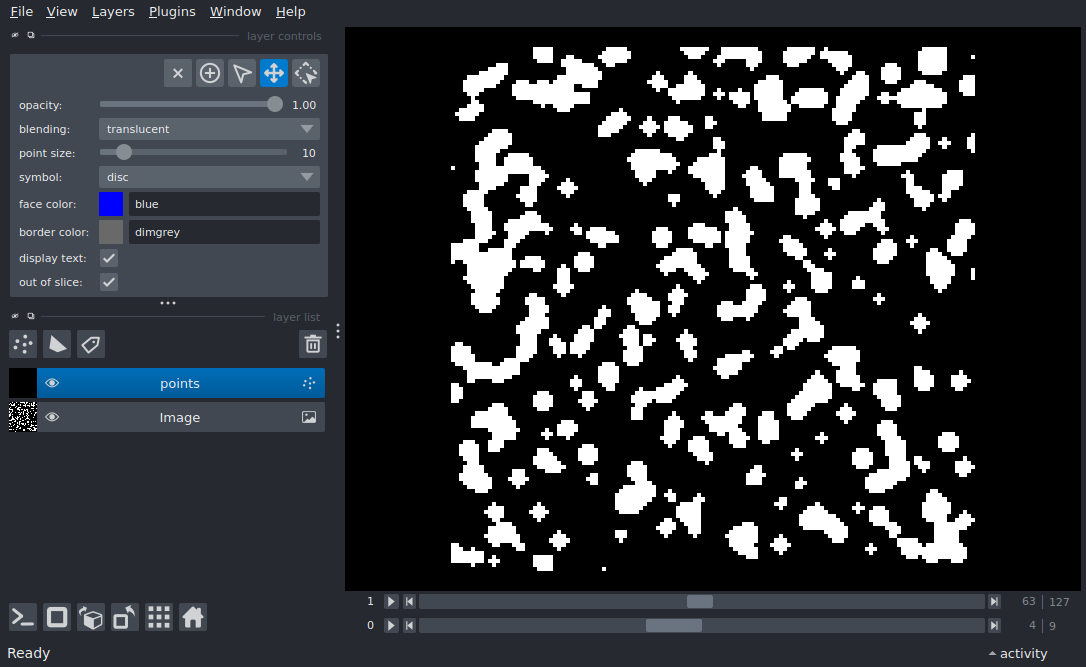 File View Layers Plugins Window Help
layer controls
opacity: 1.00
blending: translucent
point size: 10
symbol: disc
face color: blue
border color: dimgrey
display text:
out of slice:
layer list
points
Image
1 63 | 127
0 4 | 9
Ready activity